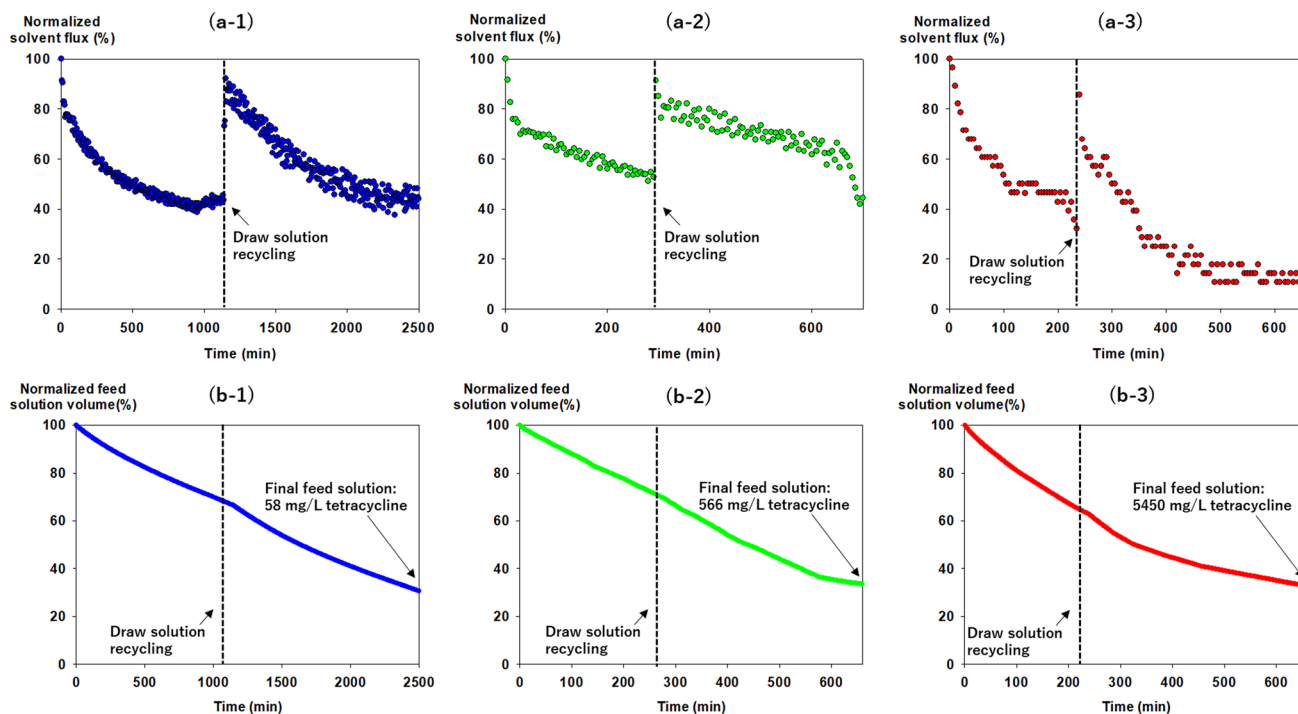 Normalized
solvent flux (%)
(a-1)
100
80
60
40
20
0
Draw solution
recycling
0 500 1000 1500 2000 2500
Time (min)
Normalized
solvent flux (%)
(a-2)
100
80
60
40
20
0
Draw solution
recycling
0 200 400 600
Time (min)
Normalized
solvent flux (%)
(a-3)
100
80
60
40
20
0
Draw solution
recycling
0 100 200 300 400 500 600
Time (min)
Normalized feed
solution volume(%)
(b-1)
100
80
60
40
20
0
Final feed solution:
58 mg/L tetracycline
Draw solution
recycling
0 500 1000 1500 2000 2500
Time (min)
Normalized feed
solution volume(%)
(b-2)
100
80
60
40
20
0
Final feed solution:
566 mg/L tetracycline
Draw solution
recycling
0 100 200 300 400 500 600
Time (min)
Normalized feed
solution volume(%)
(b-3)
100
80
60
40
20
0
Final feed solution:
5450 mg/L tetracycline
Draw solution
recycling
0 100 200 300 400 500 600
Time (min)